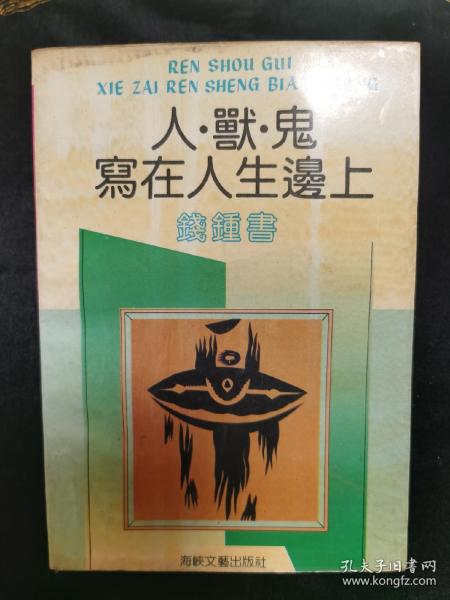 REN SHOU GUI
XIE ZAI REN SHENG
人·獸·鬼
寫在人生邊上
錢鍾書
海峽文藝出版社
孔夫子旧书网
www.kongfz.com